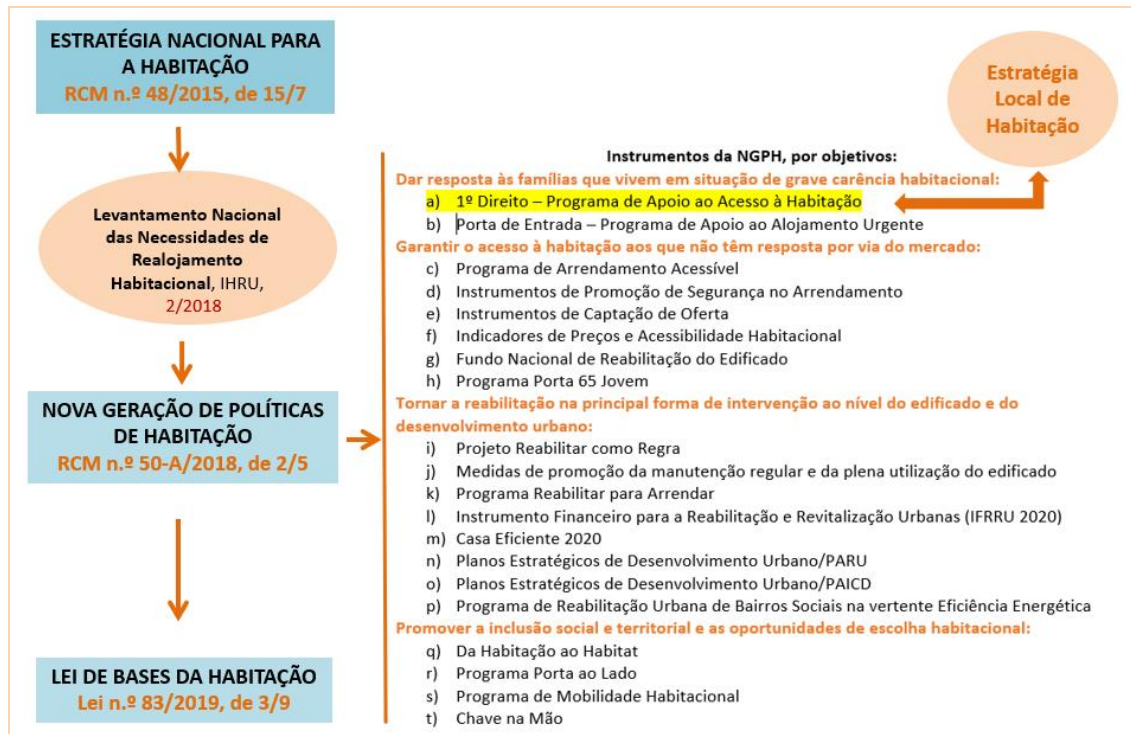 ESTRATÉGIA NACIONAL PARA
A HABITAÇÃO
RCM n.º 48/2015, de 15/7
Levantamento Nacional
das Necessidades de
Realojamento
Habitacional, IHRU,
2/2018
NOVA GERAÇÃO DE POLÍTICAS
DE HABITAÇÃO
RCM n.º 50-A/2018, de 2/5
LEI DE BASES DA HABITAÇÃO
Lei n.º 83/2019, de 3/9
Estratégia
Local de
Habitação
Instrumentos da NGPH, por objetivos:
Dar resposta às famílias que vivem em situação de grave carência habitacional:
a) 1º Direito – Programa de Apoio ao Acesso à Habitação
b) Porta de Entrada – Programa de Apoio ao Alojamento Urgente
Garantir o acesso à habitação aos que não têm resposta por via do mercado:
c) Programa de Arrendamento Acessível
d) Instrumentos de Promoção de Segurança no Arrendamento
e) Instrumentos de Captação de Oferta
f) Indicadores de Preços e Acessibilidade Habitacional
g) Fundo Nacional de Reabilitação do Edificado
h) Programa Porta 65 Jovem
Tornar a reabilitação na principal forma de intervenção ao nível do edificado e do
desenvolvimento urbano:
i) Projeto Reabilitar como Regra
j) Medidas de promoção da manutenção regular e da plena utilização do edificado
k) Programa Reabilitar para Arrendar
l) Instrumento Financeiro para a Reabilitação e Revitalização Urbanas (IFRRU 2020)
m) Casa Eficiente 2020
n) Planos Estratégicos de Desenvolvimento Urbano/PARU
o) Planos Estratégicos de Desenvolvimento Urbano/PAICD
p) Programa de Reabilitação Urbana de Bairros Sociais na vertente Eficiência Energética
Promover a inclusão social e territorial e as oportunidades de escolha habitacional:
q) Da Habitação ao Habitat
r) Programa Porta ao Lado
s) Programa de Mobilidade Habitacional
t) Chave na Mão